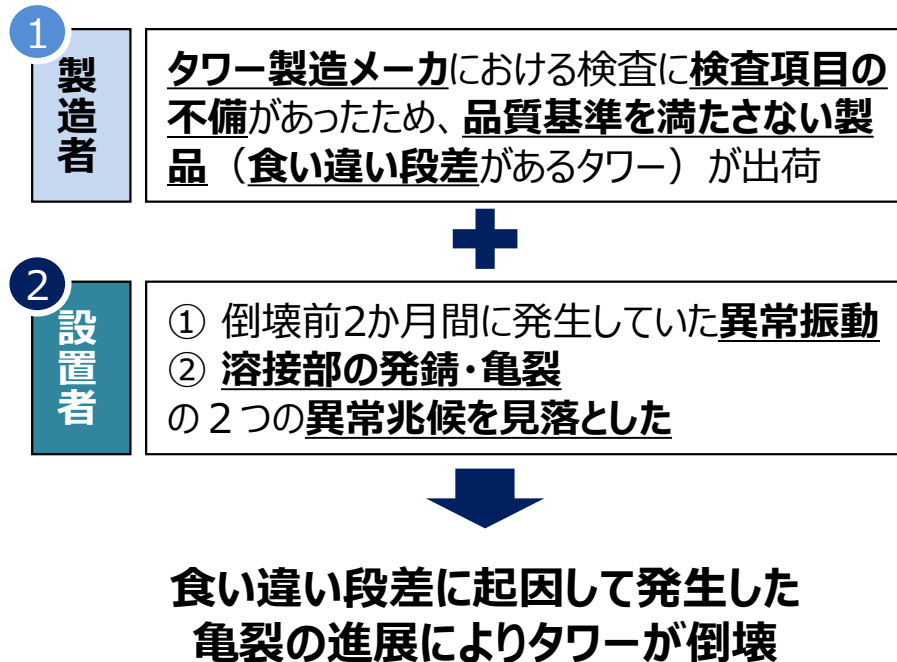 1
製造者
タワー製造メーカにおける検査に検査項目の
不備があったため、品質基準を満たさない製
品（食い違い段差があるタワー）が出荷
2
設置者
① 倒壊前2か月間に発生していた異常振動
② 溶接部の発錆・亀裂
の２つの異常兆候を見落とした
食い違い段差に起因して発生した
亀裂の進展によりタワーが倒壊